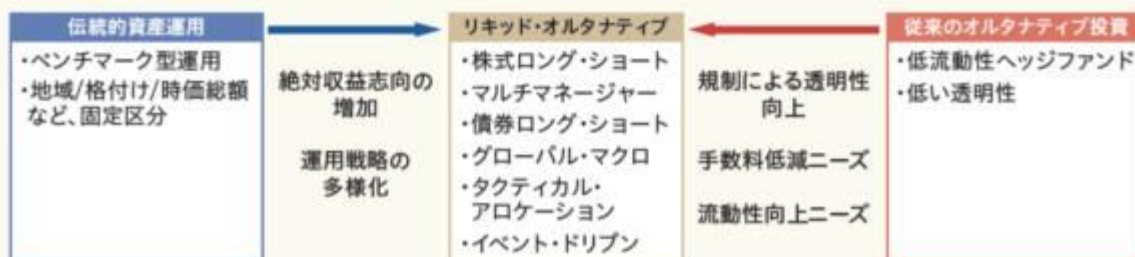 伝統的資産運用
・ベンチマーク型運用
・地域/格付け/時価総額
など、固定区分
絶対収益志向の
増加
運用戦略の
多様化
リキッド・オルタナティブ
・株式ロング・ショート
・マルチマネージャー
・債券ロング・ショート
・グローバル・マクロ
・タクティカル・
アロケーション
・イベント・ドリブン
規制による透明性
向上
手数料低減ニーズ
流動性向上ニーズ
従来のオルタナティブ投資
・低流動性ヘッジファンド
・低い透明性